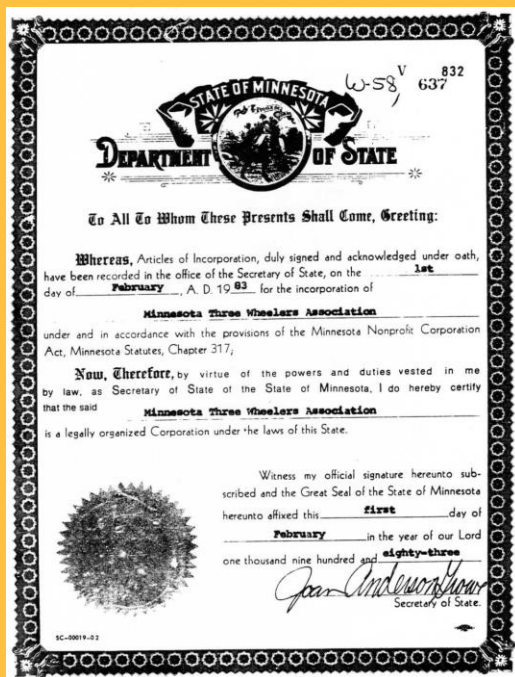 W-58, V 832
637
STATE OF MINNESOTA
DEPARTMENT OF STATE
To All To Whom These Presents Shall Come, Greeting:
Whereas, Articles of Incorporation, duly signed and acknowledged under oath,
have been recorded in the office of the Secretary of State, on the 1st
day of February, A. D. 19 83 for the incorporation of
Minnesota Three Wheelers Association
under and in accordance with the provisions of the Minnesota Nonprofit Corporation
Act, Minnesota Statutes, Chapter 317;
Now, Therefore, by virtue of the powers and duties vested in me
by law, as Secretary of State of the State of Minnesota, I do hereby certify
that the said Minnesota Three Wheelers Association
is a legally organized Corporation under the laws of this State.
Witness my official signature hereunto sub-
scribed and the Great Seal of the State of Minnesota
hereunto affixed this first day of
February in the year of our Lord
one thousand nine hundred and eighty-three
Joan Anderson Growe
Secretary of State.
SC-00019-02